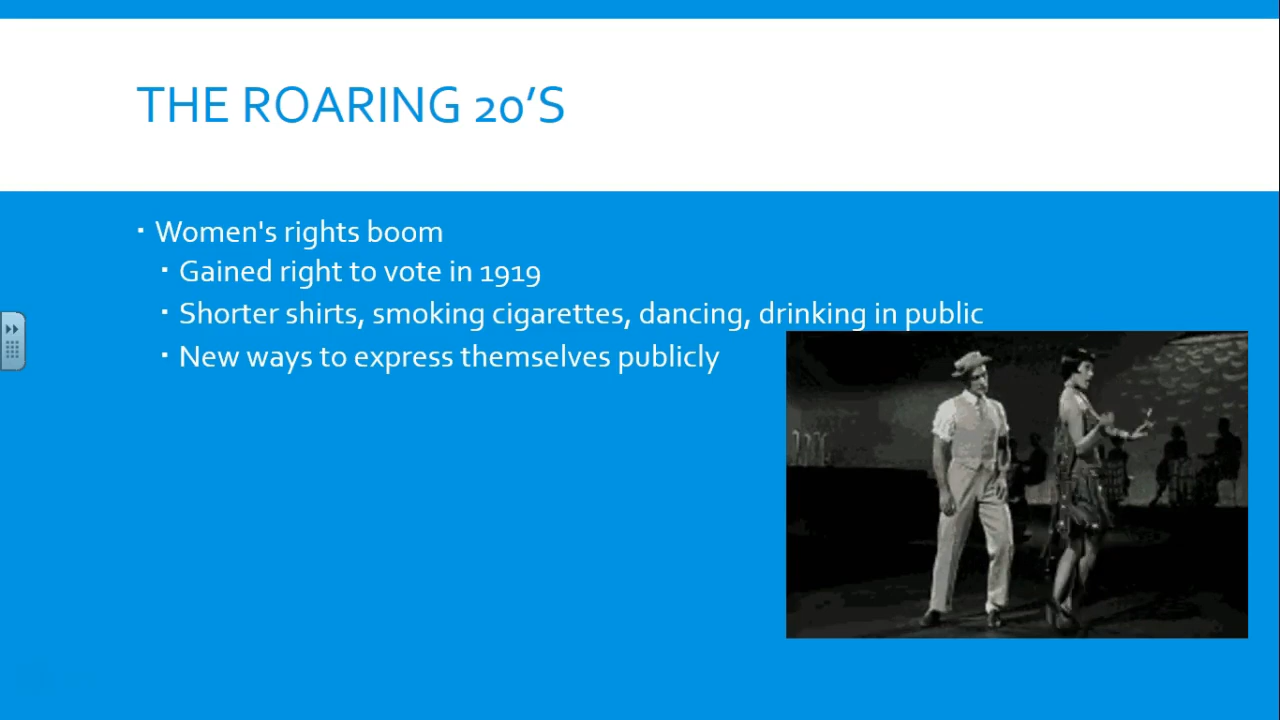 THE ROARING 20'S
Women's rights boom
Gained right to vote in 1919
Shorter shirts, smoking cigarettes, dancing, drinking in public
New ways to express themselves publicly